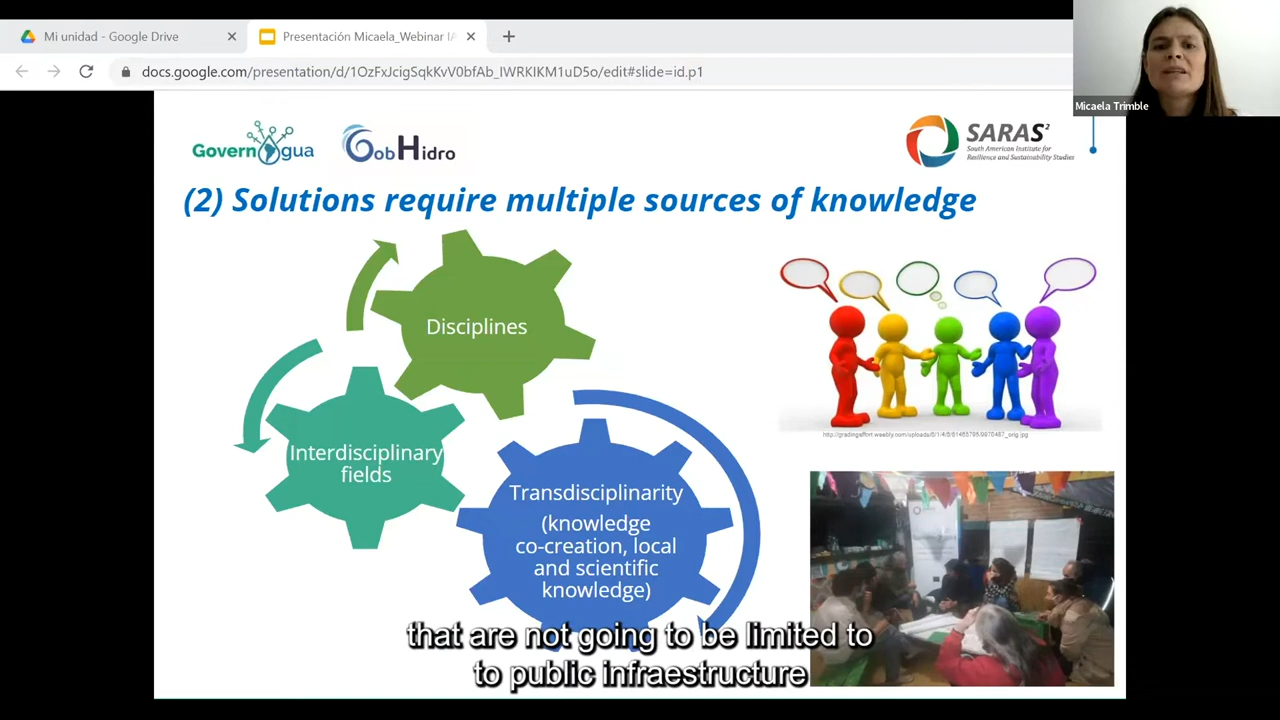 Mi unidad - Google Drive
Presentación Micaela_Webinar IA
docs.google.com/presentation/d/1OzFxJcigSqkKvV0bfAb_IWRKIKM1uD5o/edit#slide=id.p1
Micaela Trimble
GovernAgua
GobHidro
SARAS²
South American Institute for
Resilience and Sustainability Studies
(2) Solutions require multiple sources of knowledge
Disciplines
Interdisciplinary
fields
Transdisciplinarity
(knowledge
co-creation, local
and scientific
knowledge)
that are not going to be limited to
to public infraestructure